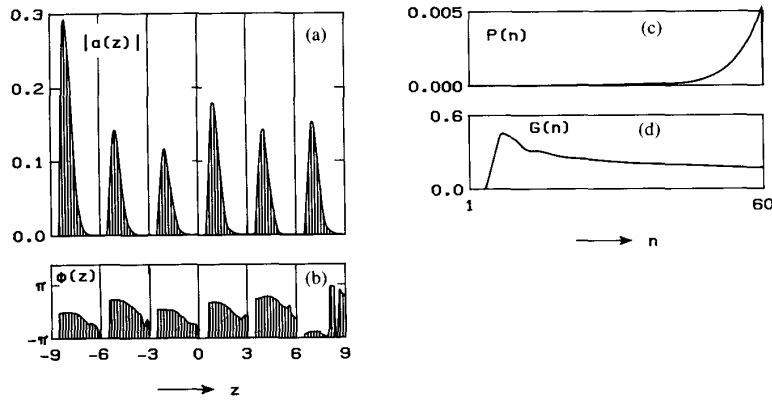 0.3
|a(z)|
(a)
0.2
0.1
0.0
π
Φ(z)
(b)
-π
-9 -6 -3 0 3 6 9
z
0.005
P(n)
(c)
0.000
0.6
G(n)
(d)
0.0
1 60
n